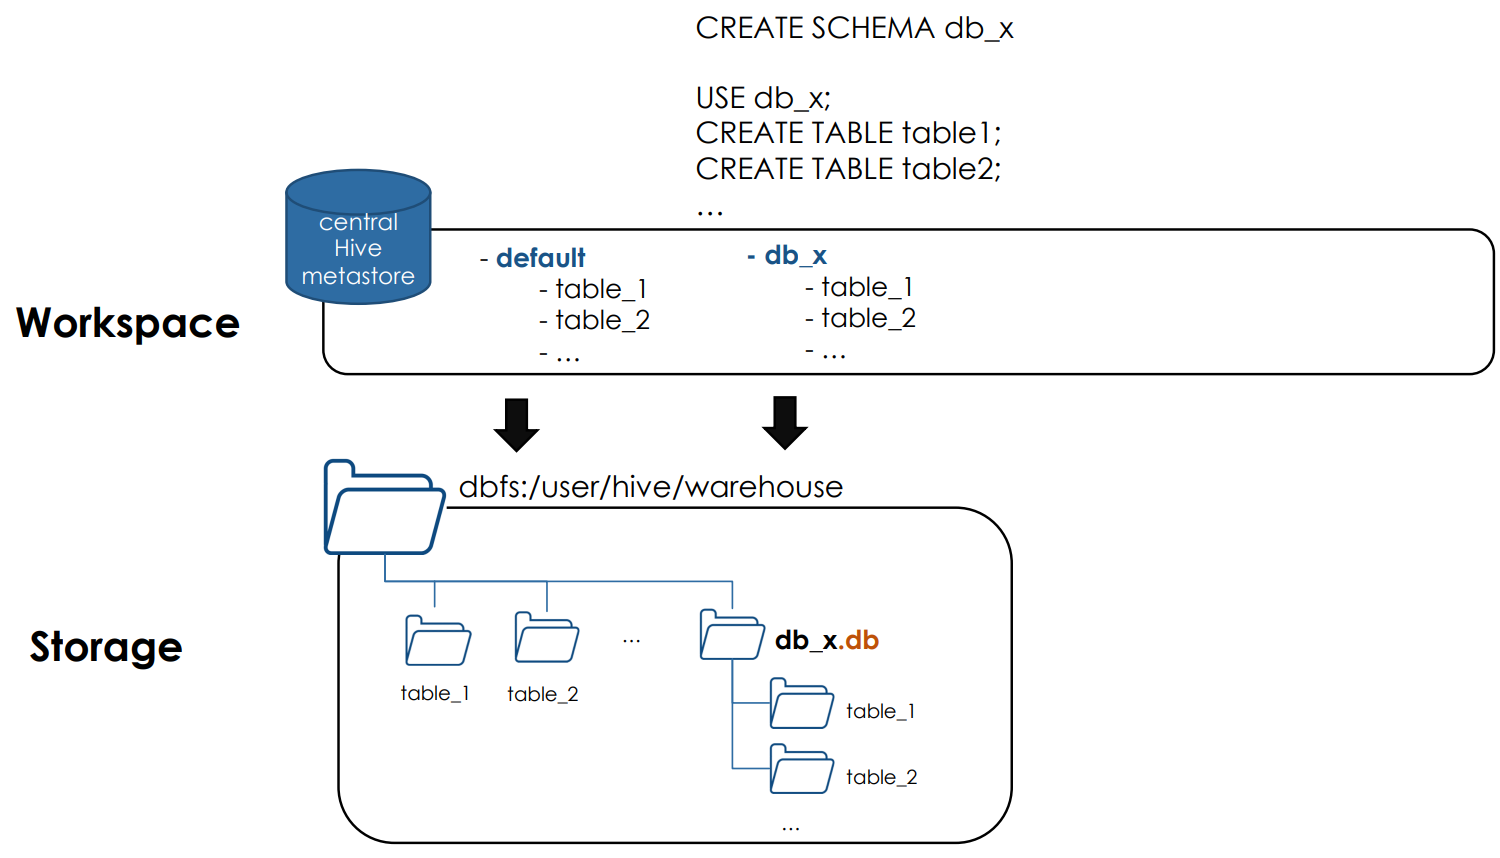 CREATE SCHEMA db_x
USE db_x;
CREATE TABLE table1;
CREATE TABLE table2;
...
central
Hive
metastore
Workspace
- default
- table_1
- table_2
- ...
- db_x
- table_1
- table_2
- ...
dbfs:/user/hive/warehouse
Storage
table_1
table_2
...
db_x.db
table_1
table_2
...